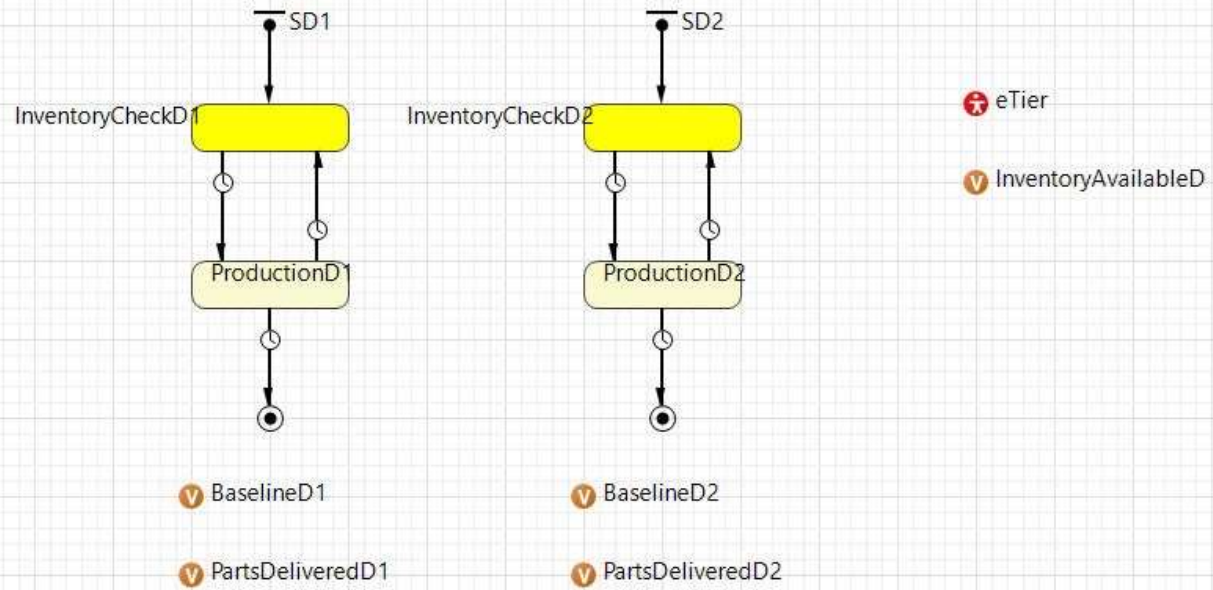 SD1
SD2
InventoryCheckD1
InventoryCheckD2
eTier
InventoryAvailableD
ProductionD1
ProductionD2
BaselineD1
BaselineD2
PartsDeliveredD1
PartsDeliveredD2